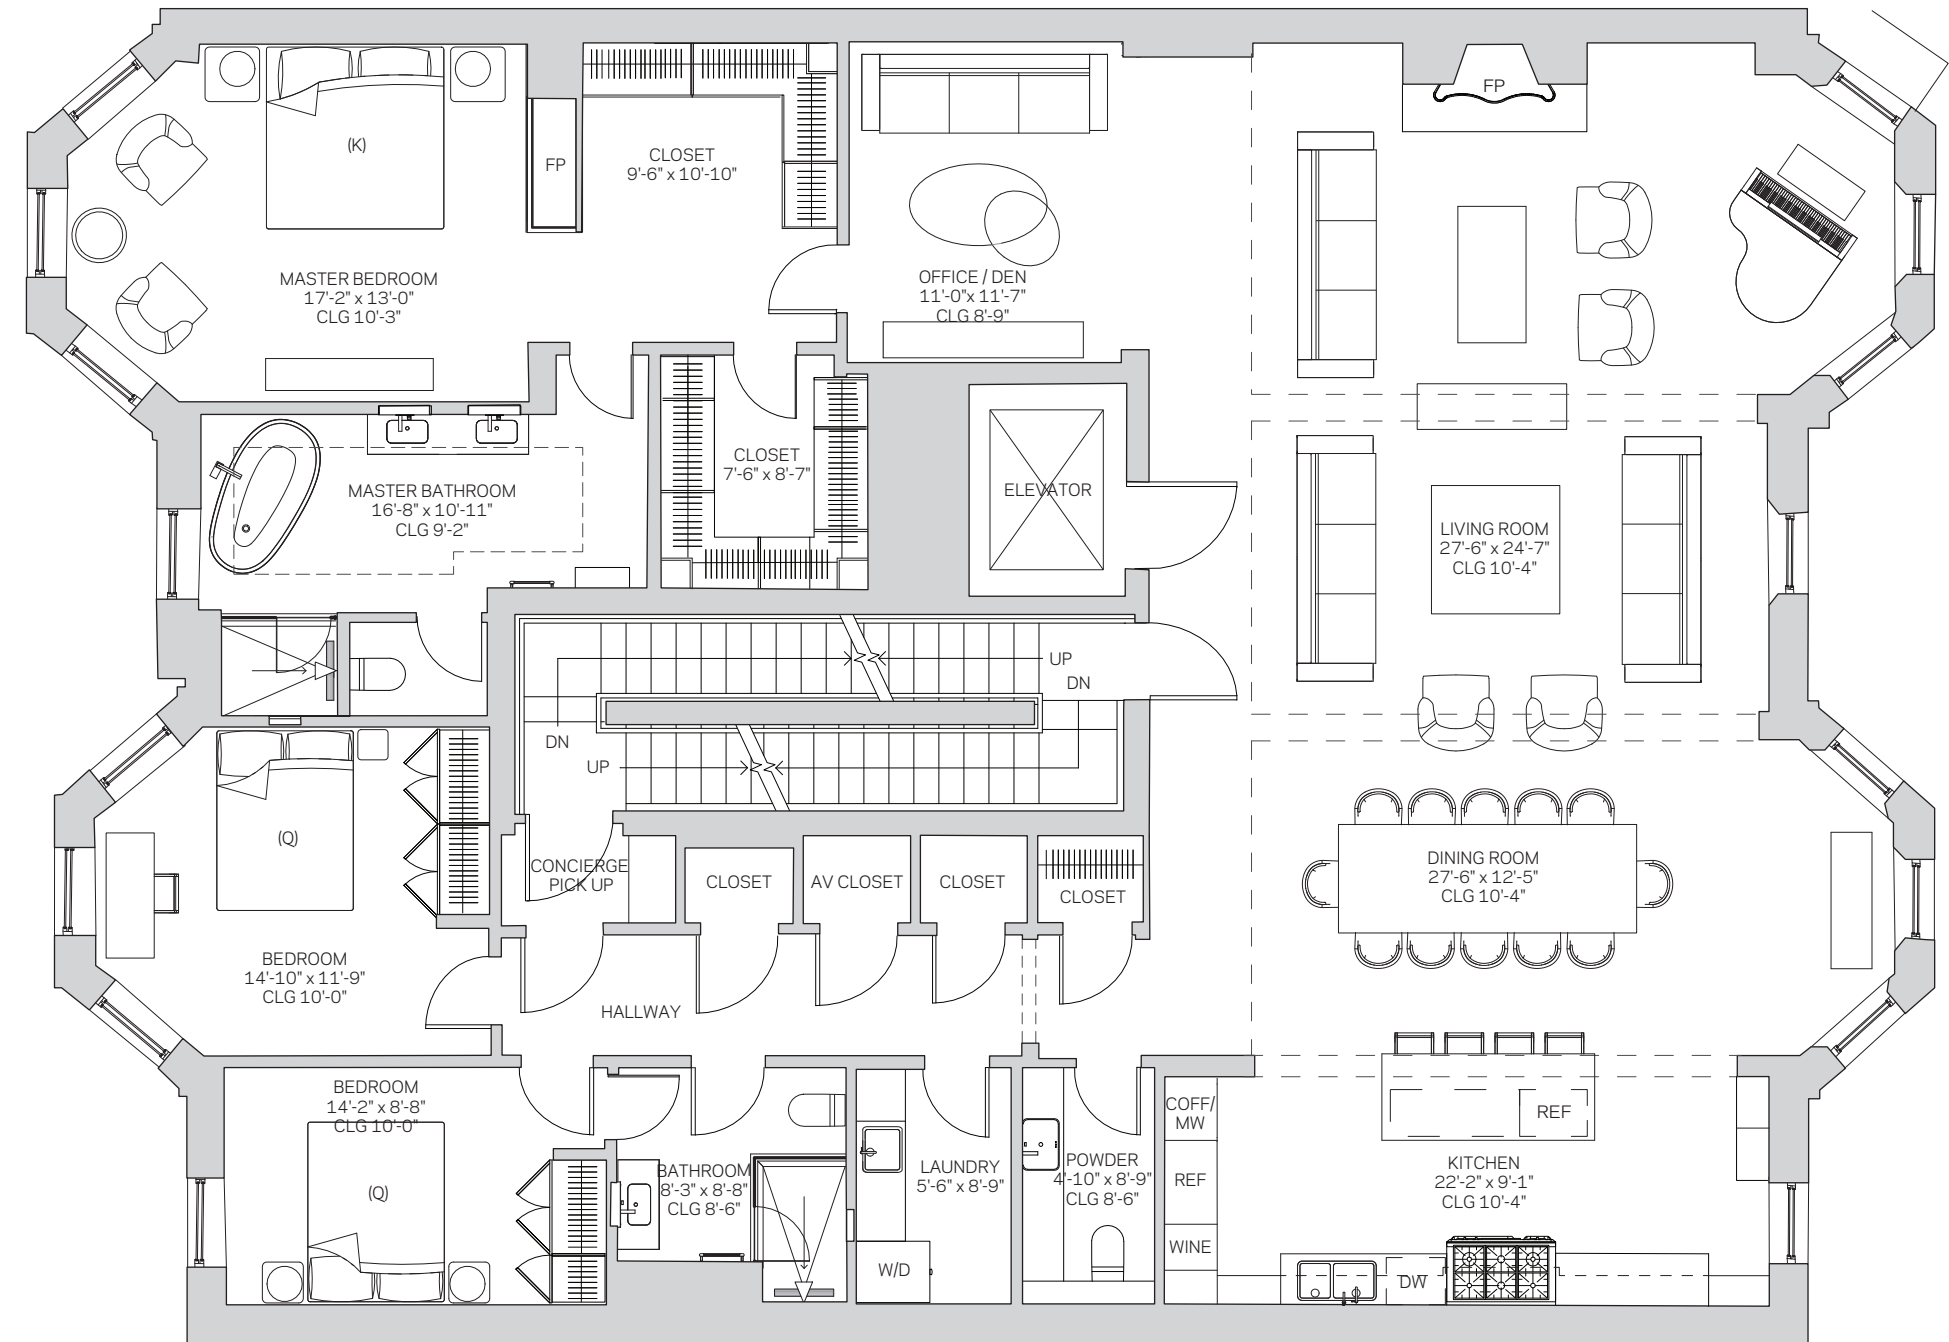 FP
(K)
FP
CLOSET
9'-6" x 10'-10"
MASTER BEDROOM
17'-2" x 13'-0"
CLG 10'-3"
OFFICE / DEN
11'-0"x 11'-7"
CLG 8'-9"
CLOSET
7'-6" x 8'-7"
MASTER BATHROOM
16'-8" x 10'-11"
CLG 9'-2"
ELEVATOR
LIVING ROOM
27'-6" x 24'-7"
CLG 10'-4"
UP
DN
DN
UP
(Q)
CONCIERGE
PICK UP
CLOSET
AV CLOSET
CLOSET
CLOSET
DINING ROOM
27'-6" x 12'-5"
CLG 10'-4"
BEDROOM
14'-10" x 11'-9"
CLG 10'-0"
HALLWAY
BEDROOM
14'-2" x 8'-8"
CLG 10'-0"
(Q)
BATHROOM
8'-3" x 8'-8"
CLG 8'-6"
LAUNDRY
5'-6" x 8'-9"
W/D
POWDER
4'-10" x 8'-9"
CLG 8'-6"
COFF/
MW
REF
WINE
REF
KITCHEN
22'-2" x 9'-1"
CLG 10'-4"
DW